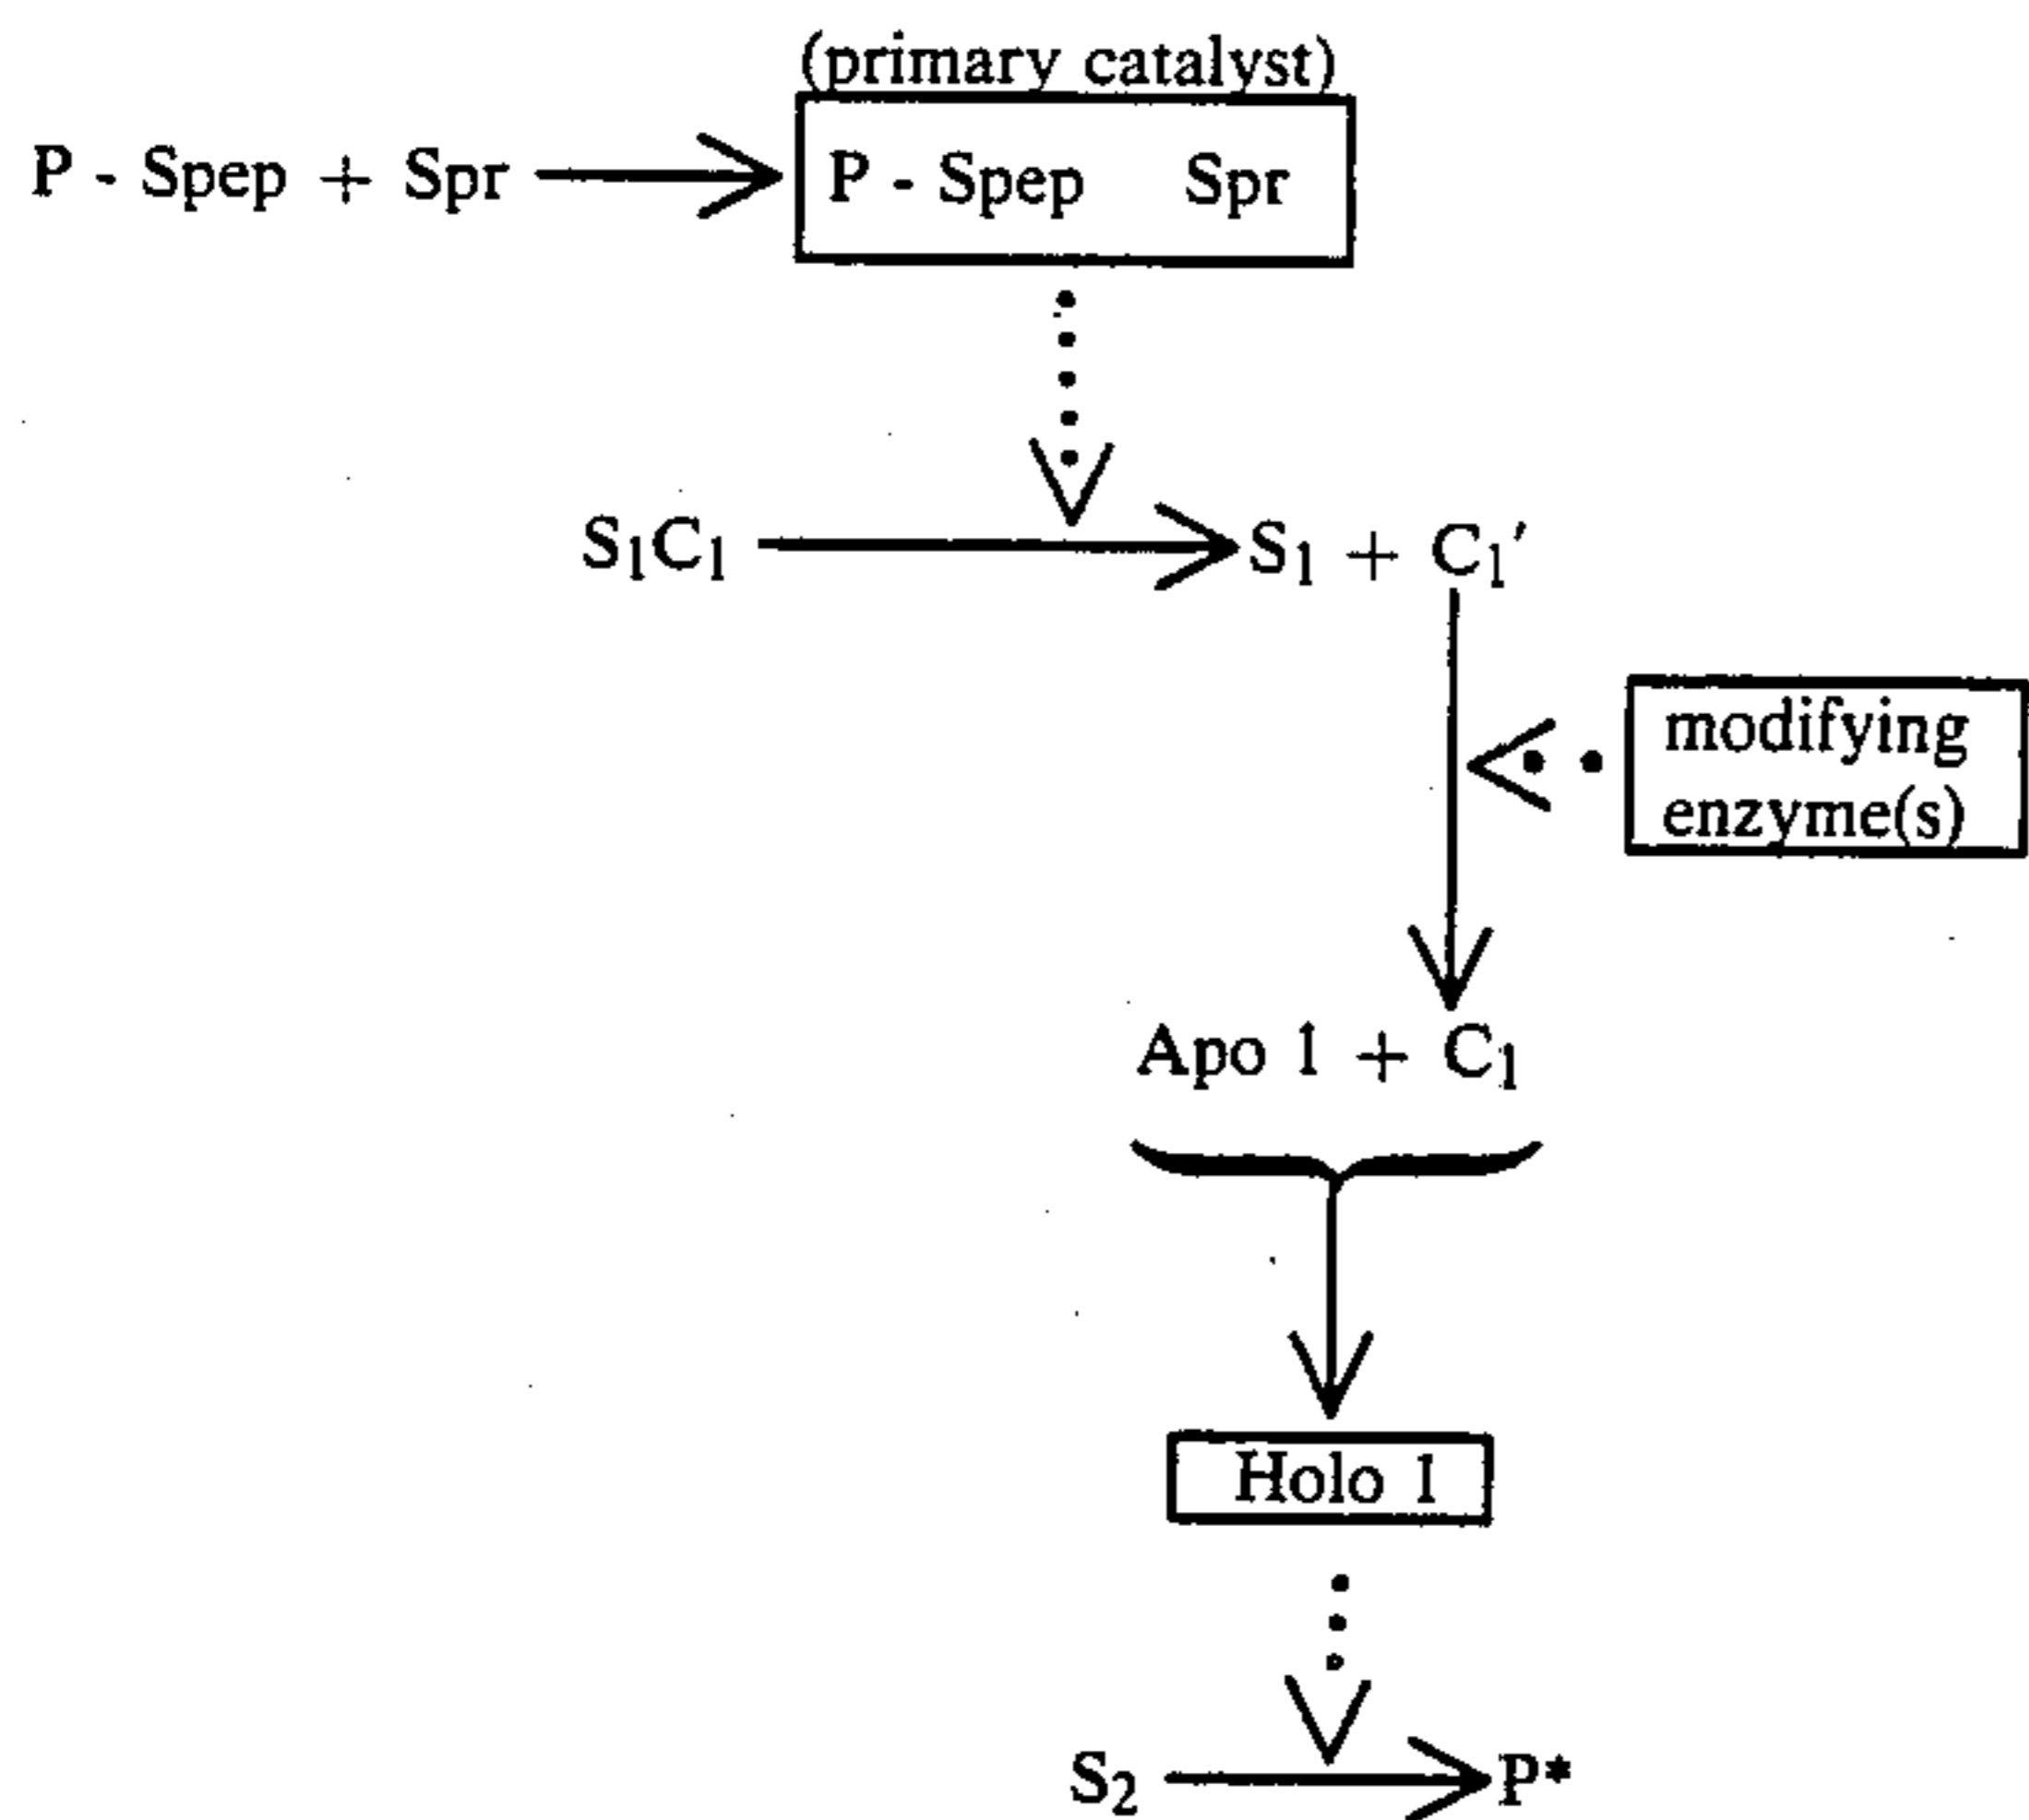 (primary catalyst)
P - Spep + Spr P - Spep Spr
S₁C₁ S₁ + C₁′
modifying
enzyme(s)
Apo 1 + C₁
Holo 1
S₂ P*